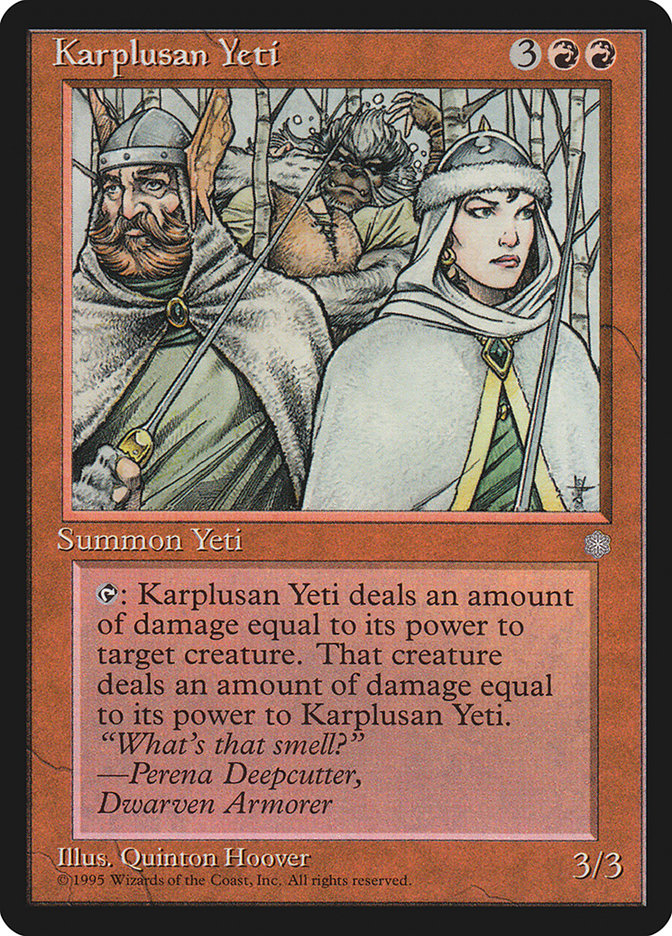 Karplusan Yeti 3
Summon Yeti
: Karplusan Yeti deals an amount
of damage equal to its power to
target creature. That creature
deals an amount of damage equal
to its power to Karplusan Yeti.
“What’s that smell?”
—Perena Deepcutter,
Dwarven Armorer
Illus. Quinton Hoover
3/3
©1995 Wizards of the Coast, Inc. All rights reserved.